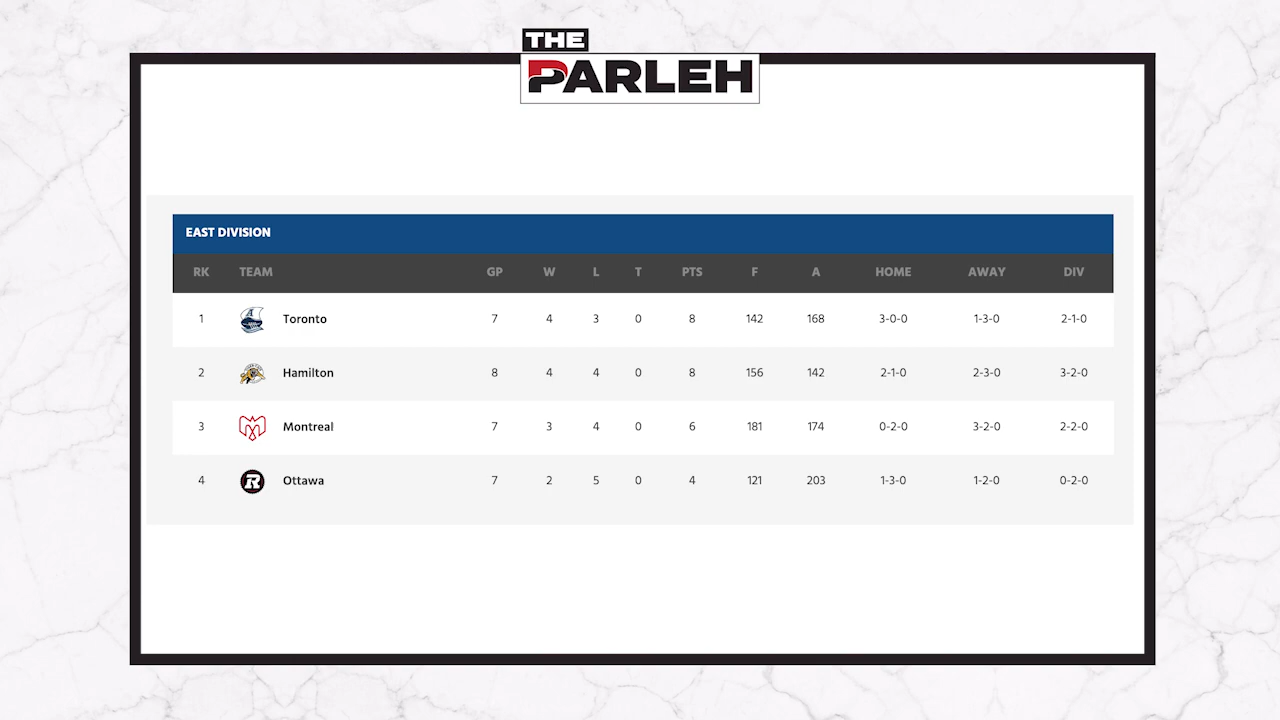 THE
PARLEH
EAST DIVISION
RK TEAM GP W L T PTS F A HOME AWAY DIV
1 Toronto 7 4 3 0 8 142 168 3-0-0 1-3-0 2-1-0
2 Hamilton 8 4 4 0 8 156 142 2-1-0 2-3-0 3-2-0
3 Montreal 7 3 4 0 6 181 174 0-2-0 3-2-0 2-2-0
4 R Ottawa 7 2 5 0 4 121 203 1-3-0 1-2-0 0-2-0